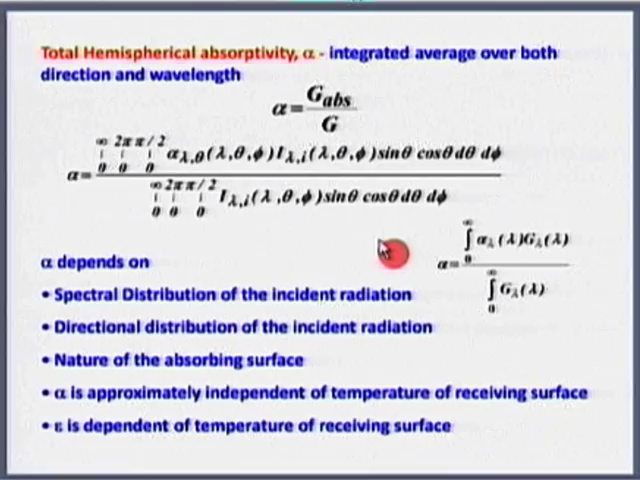 Total Hemispherical absorptivity, α - integrated average over both
direction and wavelength
α = G_abs / G
α = ∫₀^∞ ∫₀^2π ∫₀^π/2 α_λ,θ (λ,θ,ϕ) I_λ,i (λ,θ,ϕ) sinθ cosθ dθ dϕ / ∫₀^∞ ∫₀^2π ∫₀^π/2 I_λ,i (λ,θ,ϕ) sinθ cosθ dθ dϕ
α = ∫₀^∞ α_λ (λ) G_λ (λ) / ∫₀^∞ G_λ (λ)
α depends on
• Spectral Distribution of the incident radiation
• Directional distribution of the incident radiation
• Nature of the absorbing surface
• α is approximately independent of temperature of receiving surface
• ε is dependent of temperature of receiving surface